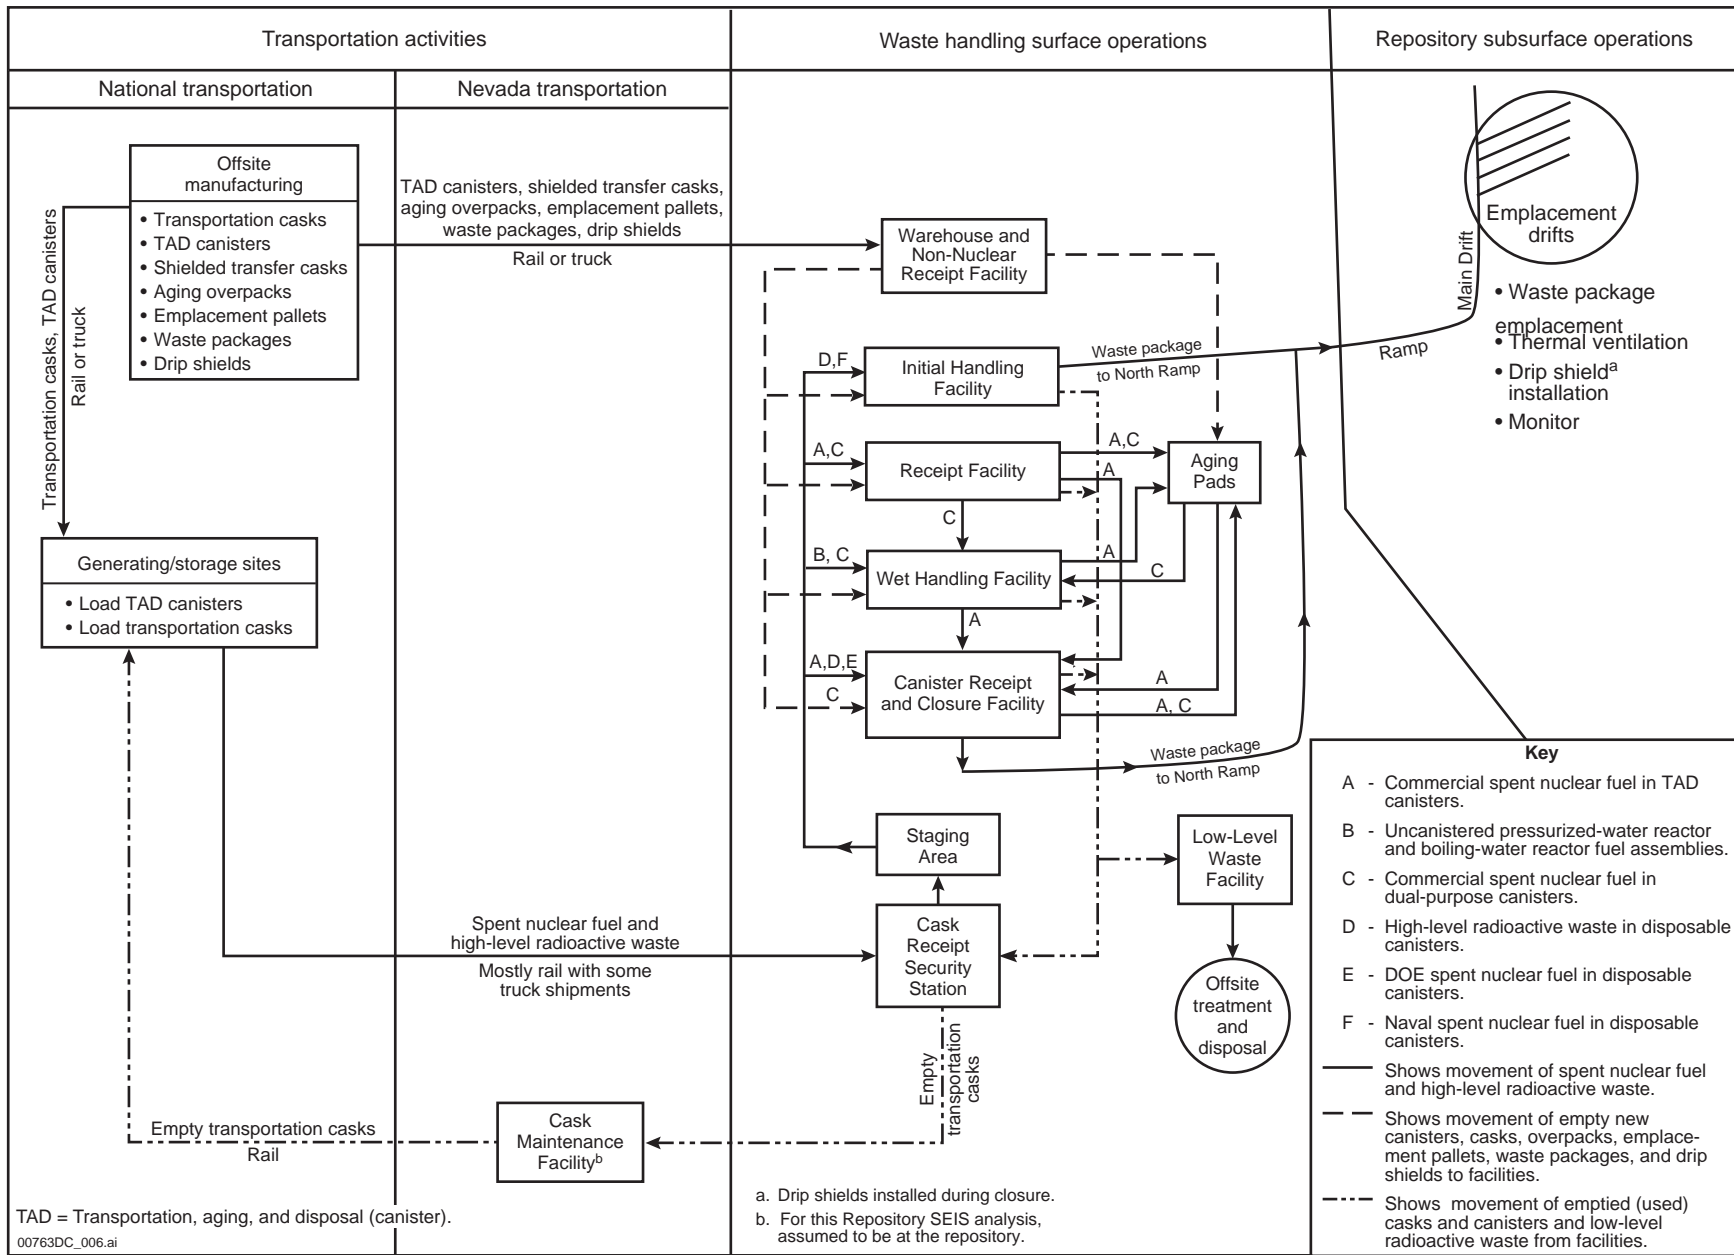 Transportation activities
Waste handling surface operations
Repository subsurface operations
National transportation
Nevada transportation
Offsite
manufacturing
• Transportation casks
• TAD canisters
• Shielded transfer casks
• Aging overpacks
• Emplacement pallets
• Waste packages
• Drip shields
Transportation casks, TAD canisters
Rail or truck
TAD canisters, shielded transfer casks,
aging overpacks, emplacement pallets,
waste packages, drip shields
Rail or truck
Warehouse and
Non-Nuclear
Receipt Facility
Emplacement
drifts
Main Drift
Ramp
• Waste package
emplacement
• Thermal ventilation
• Drip shieldᵃ
installation
• Monitor
D,F
Initial Handling
Facility
Waste package
to North Ramp
A,C
Receipt Facility
A,C
A
Aging
Pads
C
B, C
Wet Handling Facility
A
C
A
A,D,E
C
Canister Receipt
and Closure Facility
A
A, C
Waste package
to North Ramp
Generating/storage sites
• Load TAD canisters
• Load transportation casks
Staging
Area
Low-Level
Waste
Facility
Spent nuclear fuel and
high-level radioactive waste
Mostly rail with some
truck shipments
Cask
Receipt
Security
Station
Offsite
treatment
and
disposal
Empty
transportation
casks
Empty transportation casks
Rail
Cask
Maintenance
Facilityᵇ
Key
A - Commercial spent nuclear fuel in TAD
canisters.
B - Uncanistered pressurized-water reactor
and boiling-water reactor fuel assemblies.
C - Commercial spent nuclear fuel in
dual-purpose canisters.
D - High-level radioactive waste in disposable
canisters.
E - DOE spent nuclear fuel in disposable
canisters.
F - Naval spent nuclear fuel in disposable
canisters.
Shows movement of spent nuclear fuel
and high-level radioactive waste.
Shows movement of empty new
canisters, casks, overpacks, emplace-
ment pallets, waste packages, and drip
shields to facilities.
Shows movement of emptied (used)
casks and canisters and low-level
radioactive waste from facilities.
a. Drip shields installed during closure.
b. For this Repository SEIS analysis,
assumed to be at the repository.
TAD = Transportation, aging, and disposal (canister).
00763DC_006.ai